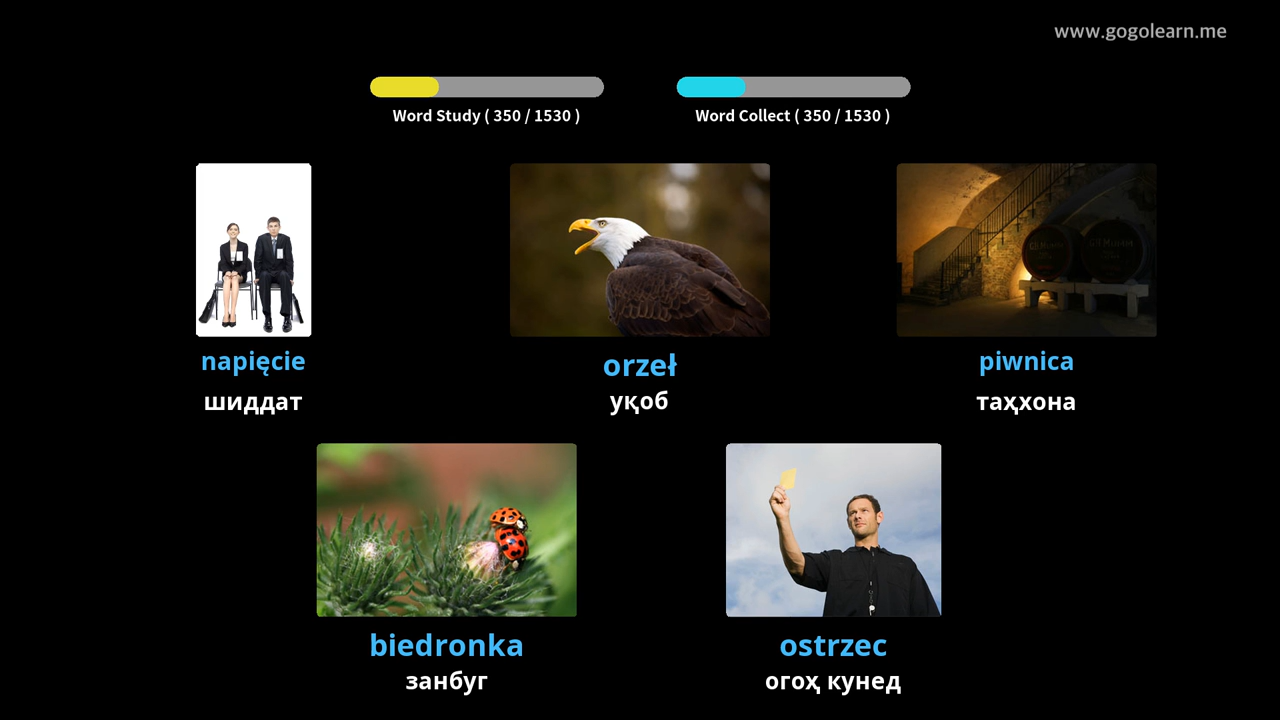 www.gogolearn.me
Word Study ( 350 / 1530 )
Word Collect ( 350 / 1530 )
napięcie
шиддат
orzeł
уқоб
piwnica
таҳхона
biedronka
занбуг
ostrzec
огоҳ кунед